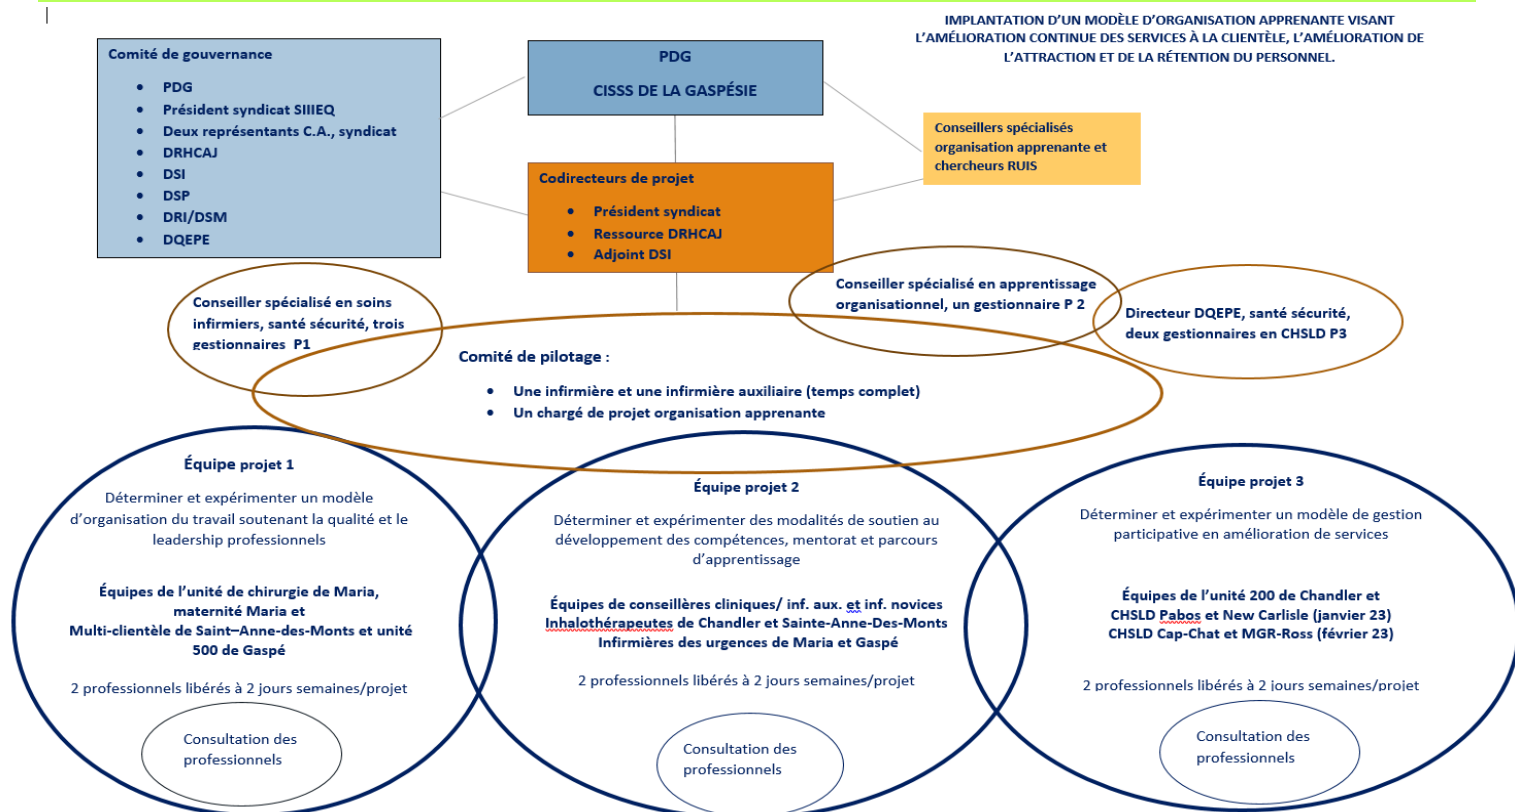 IMPLANTATION D'UN MODÈLE D'ORGANISATION APPRENANTE VISANT
L'AMÉLIORATION CONTINUE DES SERVICES À LA CLIENTÈLE, L'AMÉLIORATION DE
L'ATTRACTION ET DE LA RÉTENTION DU PERSONNEL.
Comité de gouvernance
• PDG
• Président syndicat SIIIEQ
• Deux représentants C.A., syndicat
• DRHCAJ
• DSI
• DSP
• DRI/DSM
• DQEPE
PDG
CISSS DE LA GASPÉSIE
Conseillers spécialisés
organisation apprenante et
chercheurs RUIS
Codirecteurs de projet
• Président syndicat
• Ressource DRHCAJ
• Adjoint DSI
Conseiller spécialisé en soins
infirmiers, santé sécurité, trois
gestionnaires P1
Conseiller spécialisé en apprentissage
organisationnel, un gestionnaire P 2
Directeur DQEPE, santé sécurité,
deux gestionnaires en CHSLD P3
Comité de pilotage :
• Une infirmière et une infirmière auxiliaire (temps complet)
• Un chargé de projet organisation apprenante
Équipe projet 1
Déterminer et expérimenter un modèle
d'organisation du travail soutenant la qualité et le
leadership professionnels
Équipes de l'unité de chirurgie de Maria,
maternité Maria et
Multi-clientèle de Saint–Anne-des-Monts et unité
500 de Gaspé
2 professionnels libérés à 2 jours semaines/projet
Consultation des
professionnels
Équipe projet 2
Déterminer et expérimenter des modalités de soutien au
développement des compétences, mentorat et parcours
d'apprentissage
Équipes de conseillères cliniques/ inf. aux. et inf. novices
Inhalothérapeutes de Chandler et Sainte-Anne-Des-Monts
Infirmières des urgences de Maria et Gaspé
2 professionnels libérés à 2 jours semaines/projet
Consultation des
professionnels
Équipe projet 3
Déterminer et expérimenter un modèle de gestion
participative en amélioration de services
Équipes de l'unité 200 de Chandler et
CHSLD Pabos et New Carlisle (janvier 23)
CHSLD Cap-Chat et MGR-Ross (février 23)
2 professionnels libérés à 2 jours semaines/projet
Consultation des
professionnels